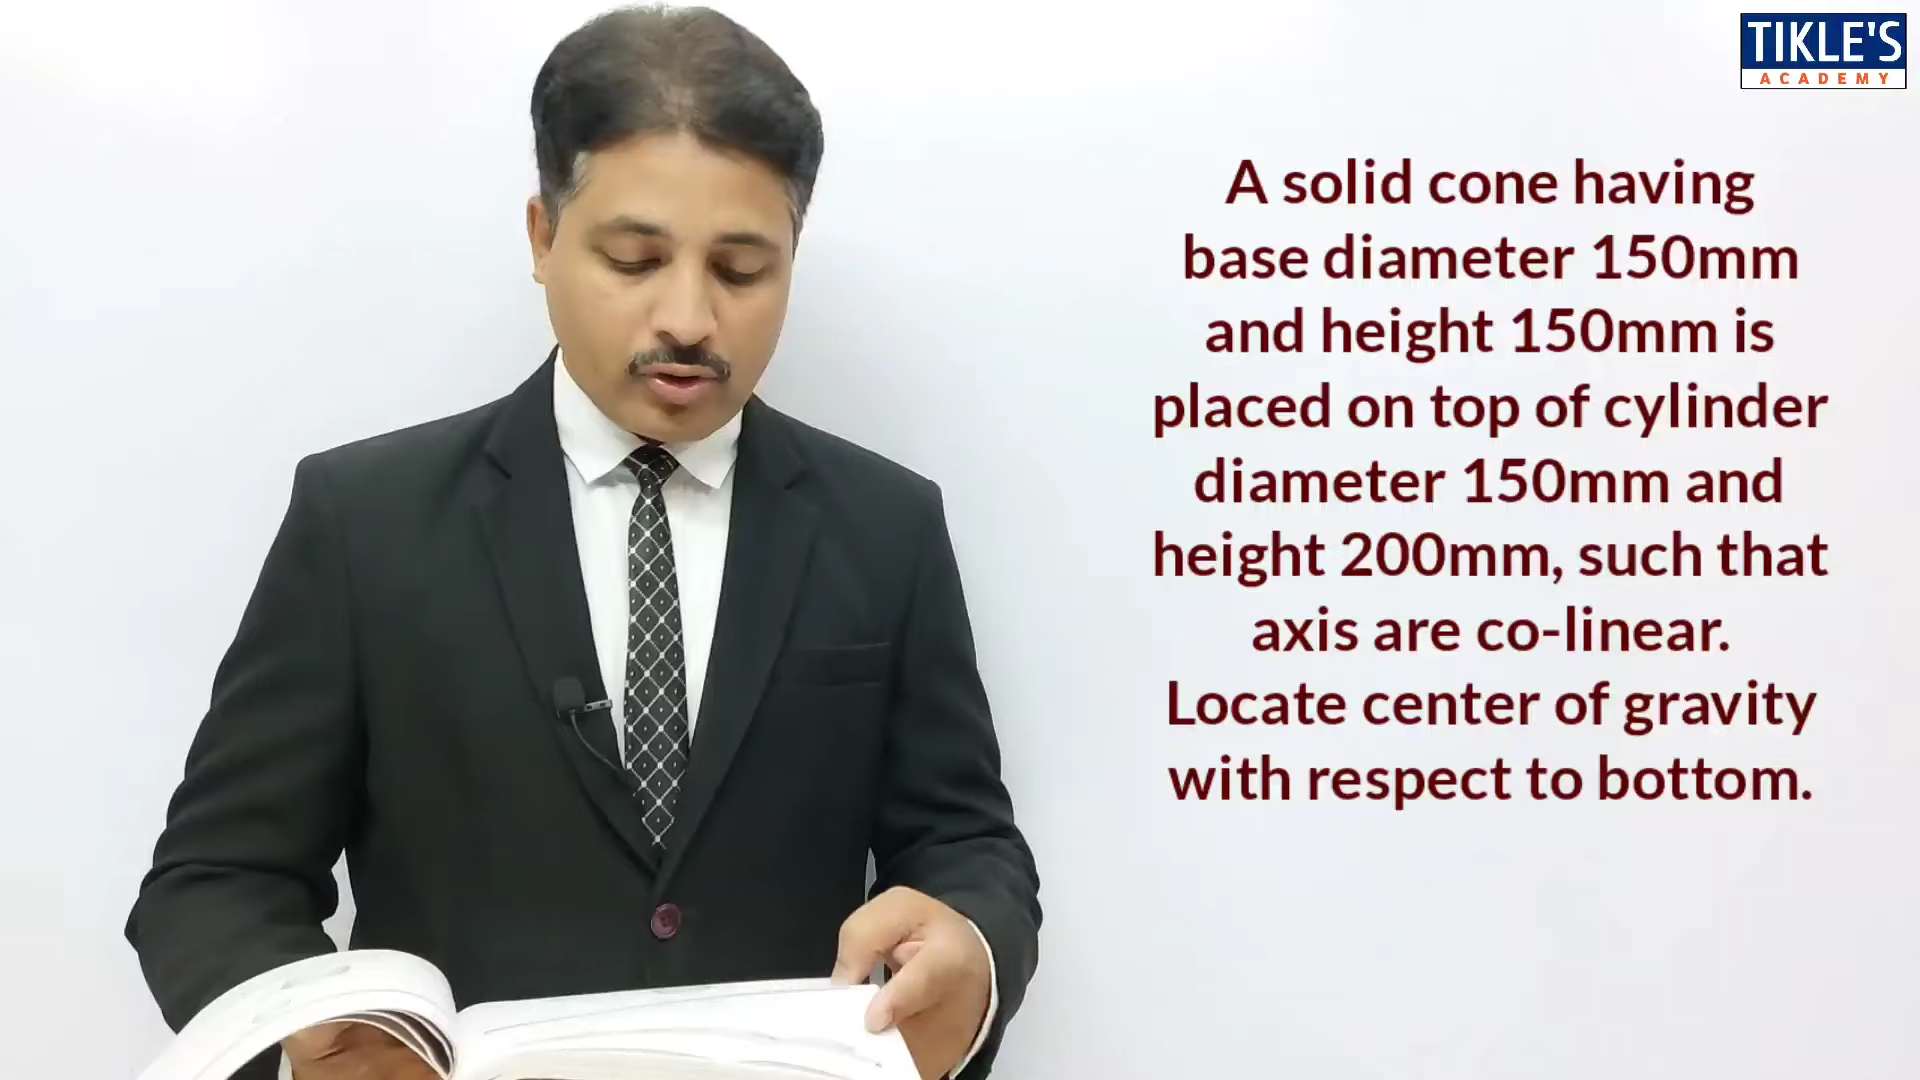 TIKLE'S
ACADEMY
A solid cone having
base diameter 150mm
and height 150mm is
placed on top of cylinder
diameter 150mm and
height 200mm, such that
axis are co-linear.
Locate center of gravity
with respect to bottom.